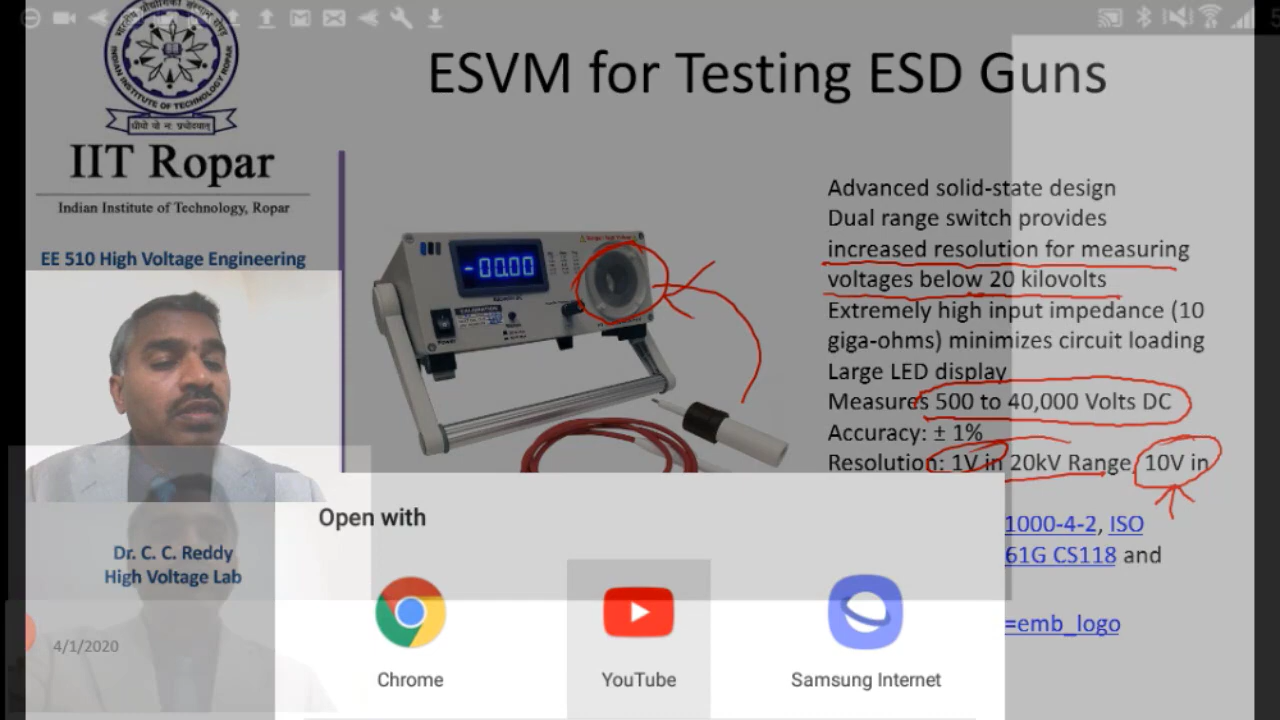 ESVM for Testing ESD Guns
IIT Ropar
Indian Institute of Technology, Ropar
EE 510 High Voltage Engineering
Dr. C. C. Reddy
High Voltage Lab
4/1/2020
-00.00
Power
Advanced solid-state design
Dual range switch provides
increased resolution for measuring
voltages below 20 kilovolts
Extremely high input impedance (10
giga-ohms) minimizes circuit loading
Large LED display
Measures 500 to 40,000 Volts DC
Accuracy: ± 1%
Resolution: 1V in 20kV Range, 10V in
1000-4-2, ISO
61G CS118 and
=emb_logo
Open with
Chrome
YouTube
Samsung Internet